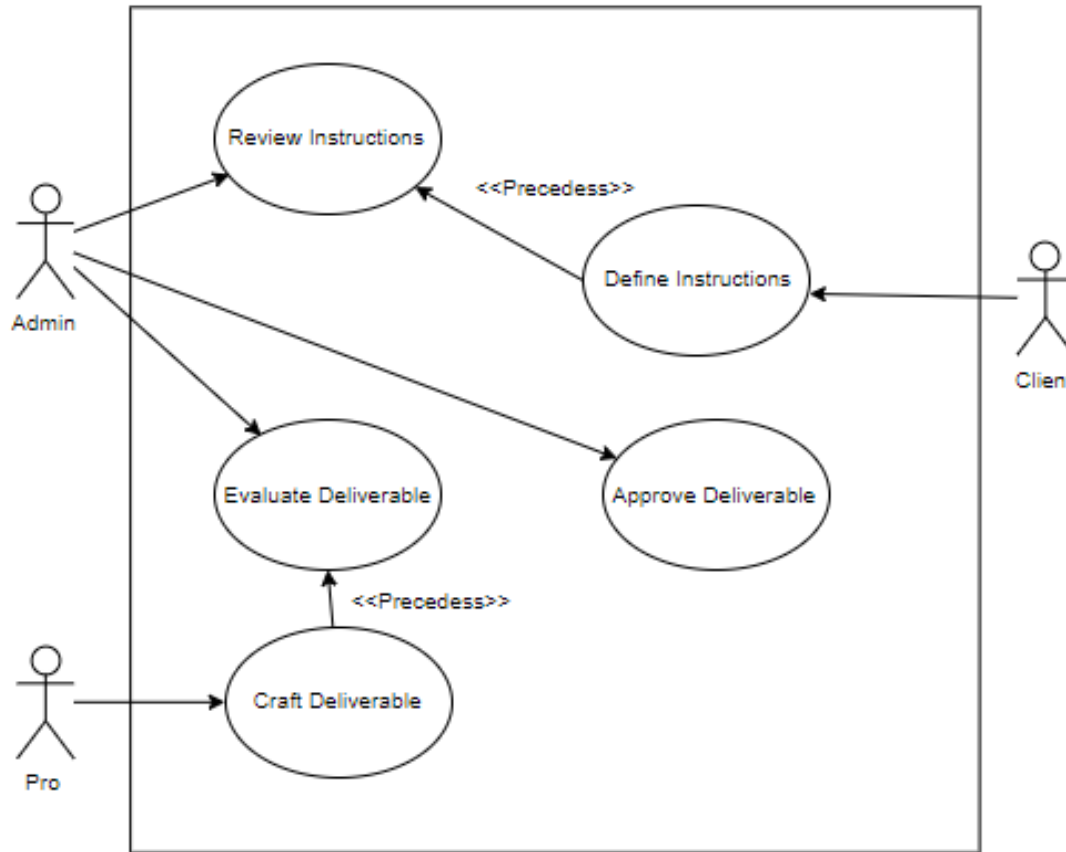 Review Instructions
<<Precedess>>
Define Instructions
Admin
Clien
Evaluate Deliverable
Approve Deliverable
<<Precedess>>
Craft Deliverable
Pro